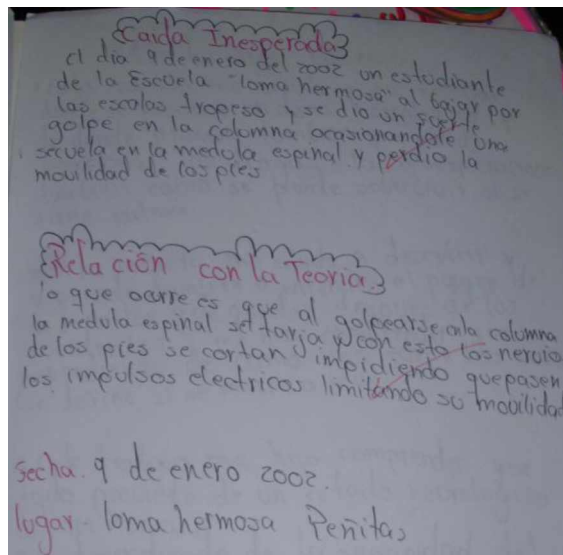 Caida Inesperada
el dia 9 de enero del 2002 un estudiante
de la Escuela "loma hermosa" al bajar por
las escalas tropeso y se dio un fuerte
golpe en la columna ocasionandole una
secuela en la medola espinal y perdio la
movilidad de los pies
Relación con la Teoria
lo que ocurre es que al golpearse en la columna
la medula espinal se tarja y con esto los nervio
de los pies se cortan impidiendo que pasen
los impulsos electricos limitando su movilidad
fecha. 9 de enero 2002.
lugar loma hermosa Peñitas